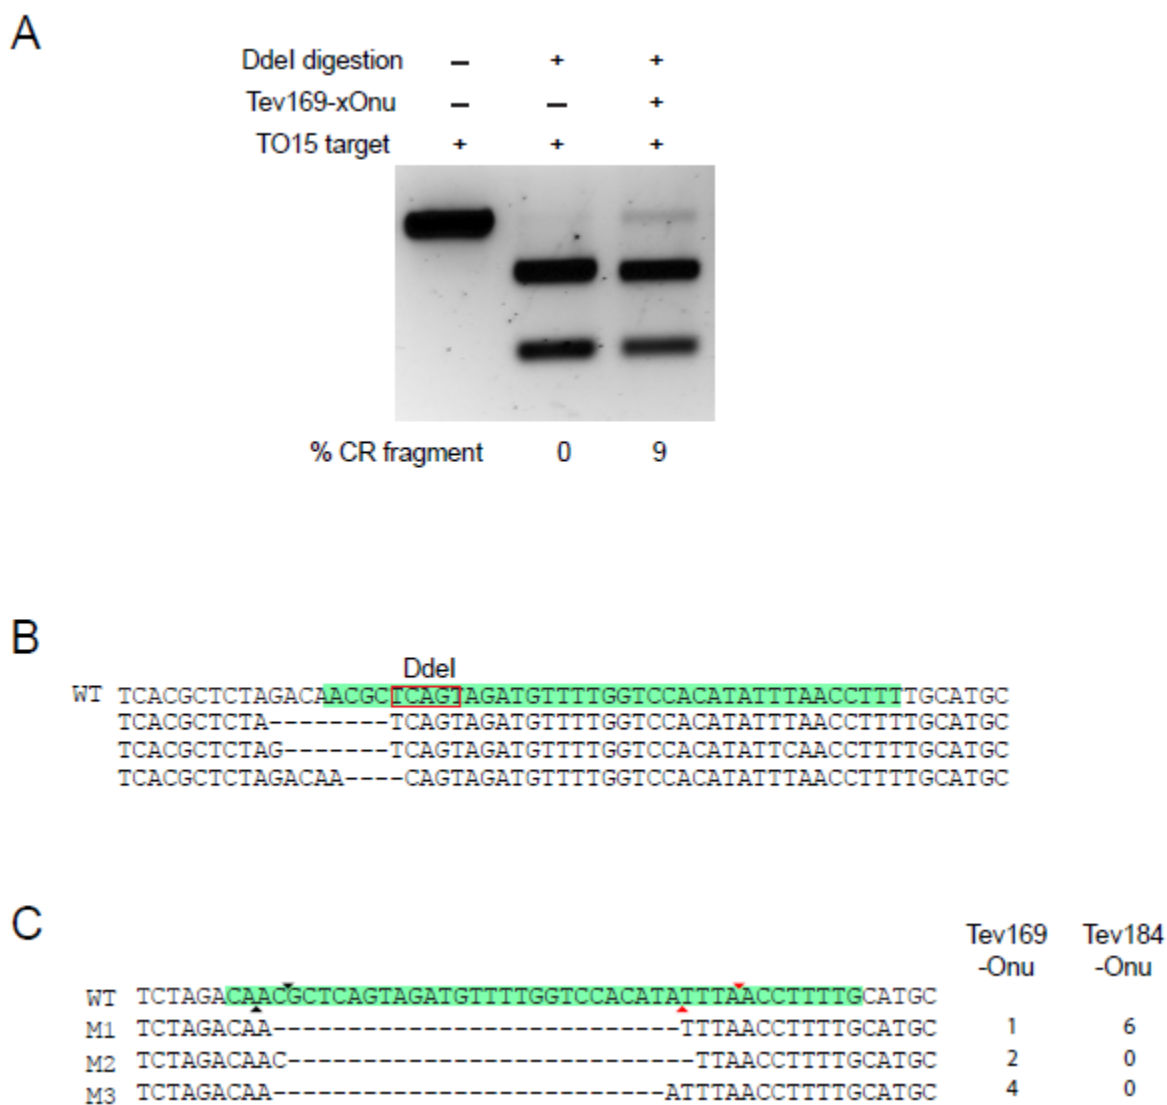 A
DdeI digestion – + +
Tev169-xOnu – – +
TO15 target + + +
% CR fragment 0 9
B
DdeI
WT TCACGCTCTAGACAACGCTCAGTAGATGTTTTGGTCCACATATTTAACCTTTTGCATGC
TCACGCTCTA--------TCAGTAGATGTTTTGGTCCACATATTTAACCTTTTGCATGC
TCACGCTCTAG-------TCAGTAGATGTTTTGGTCCACATATTCAACCTTTTGCATGC
TCACGCTCTAGACAA----CAGTAGATGTTTTGGTCCACATATTTAACCTTTTGCATGC
C
Tev169 Tev184
-Onu -Onu
WT TCTAGACAACGCTCAGTAGATGTTTTGGTCCACATATTTAACCTTTTGCATGC
M1 TCTAGACAA---------------------------TTTAACCTTTTGCATGC 1 6
M2 TCTAGACAAC---------------------------TTAACCTTTTGCATGC 2 0
M3 TCTAGACAA--------------------------ATTTAACCTTTTGCATGC 4 0